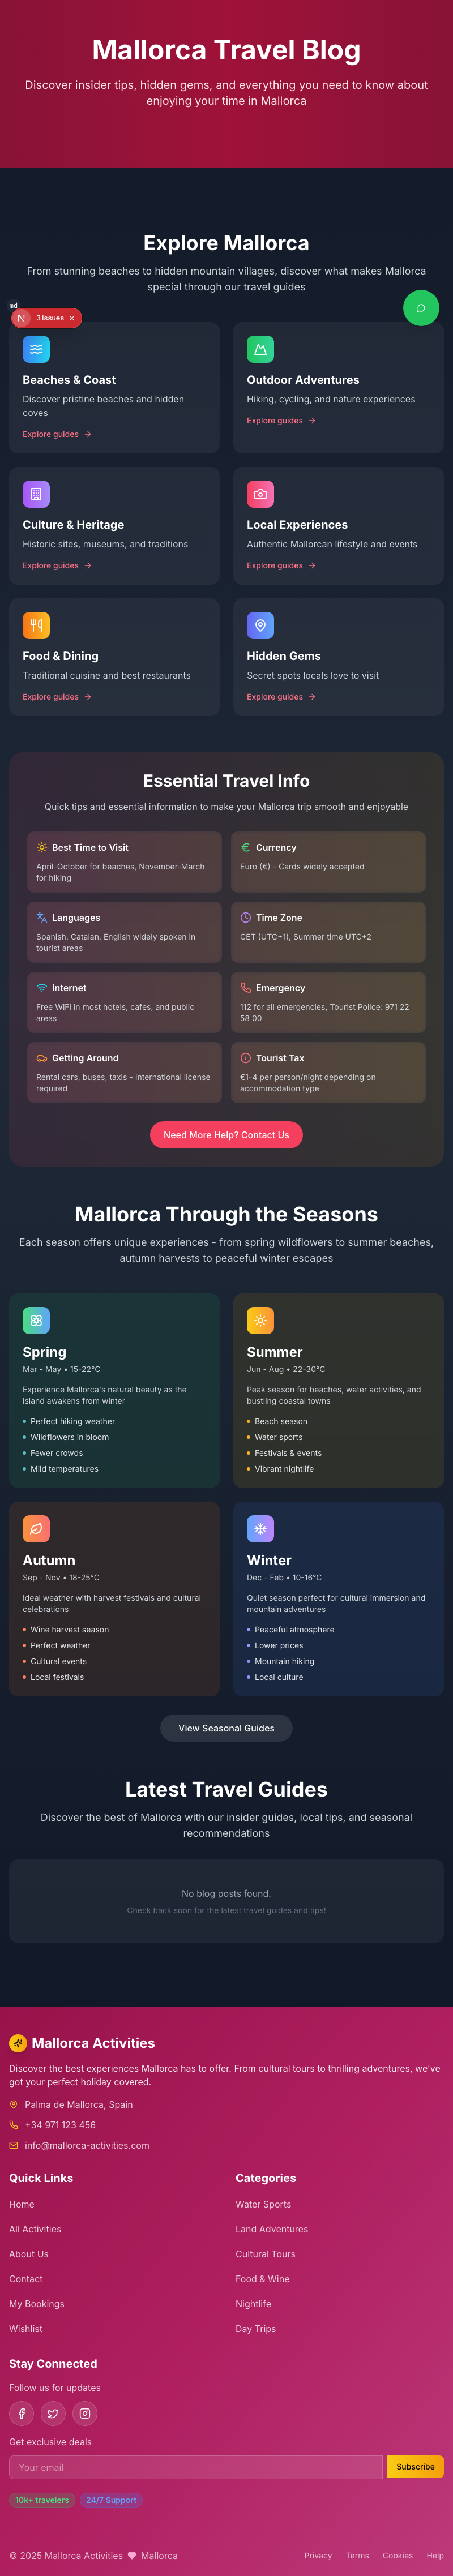 Mallorca Travel Blog
Discover insider tips, hidden gems, and everything you need to know about
enjoying your time in Mallorca
Explore Mallorca
From stunning beaches to hidden mountain villages, discover what makes Mallorca
special through our travel guides
md
N 3 Issues
Beaches & Coast
Discover pristine beaches and hidden
coves
Explore guides
Outdoor Adventures
Hiking, cycling, and nature experiences
Explore guides
Culture & Heritage
Historic sites, museums, and traditions
Explore guides
Local Experiences
Authentic Mallorcan lifestyle and events
Explore guides
Food & Dining
Traditional cuisine and best restaurants
Explore guides
Hidden Gems
Secret spots locals love to visit
Explore guides
Essential Travel Info
Quick tips and essential information to make your Mallorca trip smooth and enjoyable
Best Time to Visit
April-October for beaches, November-March
for hiking
Currency
Euro (€) - Cards widely accepted
Languages
Spanish, Catalan, English widely spoken in
tourist areas
Time Zone
CET (UTC+1), Summer time UTC+2
Internet
Free WiFi in most hotels, cafes, and public
areas
Emergency
112 for all emergencies, Tourist Police: 971 22
58 00
Getting Around
Rental cars, buses, taxis - International license
required
Tourist Tax
€1-4 per person/night depending on
accommodation type
Need More Help? Contact Us
Mallorca Through the Seasons
Each season offers unique experiences - from spring wildflowers to summer beaches,
autumn harvests to peaceful winter escapes
Spring
Mar - May • 15-22°C
Experience Mallorca's natural beauty as the
island awakens from winter
Perfect hiking weather
Wildflowers in bloom
Fewer crowds
Mild temperatures
Summer
Jun - Aug • 22-30°C
Peak season for beaches, water activities, and
bustling coastal towns
Beach season
Water sports
Festivals & events
Vibrant nightlife
Autumn
Sep - Nov • 18-25°C
Ideal weather with harvest festivals and cultural
celebrations
Wine harvest season
Perfect weather
Cultural events
Local festivals
Winter
Dec - Feb • 10-16°C
Quiet season perfect for cultural immersion and
mountain adventures
Peaceful atmosphere
Lower prices
Mountain hiking
Local culture
View Seasonal Guides
Latest Travel Guides
Discover the best of Mallorca with our insider guides, local tips, and seasonal
recommendations
No blog posts found.
Check back soon for the latest travel guides and tips!
Mallorca Activities
Discover the best experiences Mallorca has to offer. From cultural tours to thrilling adventures, we've
got your perfect holiday covered.
Palma de Mallorca, Spain
+34 971 123 456
info@mallorca-activities.com
Quick Links
Home
All Activities
About Us
Contact
My Bookings
Wishlist
Categories
Water Sports
Land Adventures
Cultural Tours
Food & Wine
Nightlife
Day Trips
Stay Connected
Follow us for updates
Get exclusive deals
Your email
Subscribe
10k+ travelers
24/7 Support
© 2025 Mallorca Activities ♥ Mallorca
Privacy Terms Cookies Help